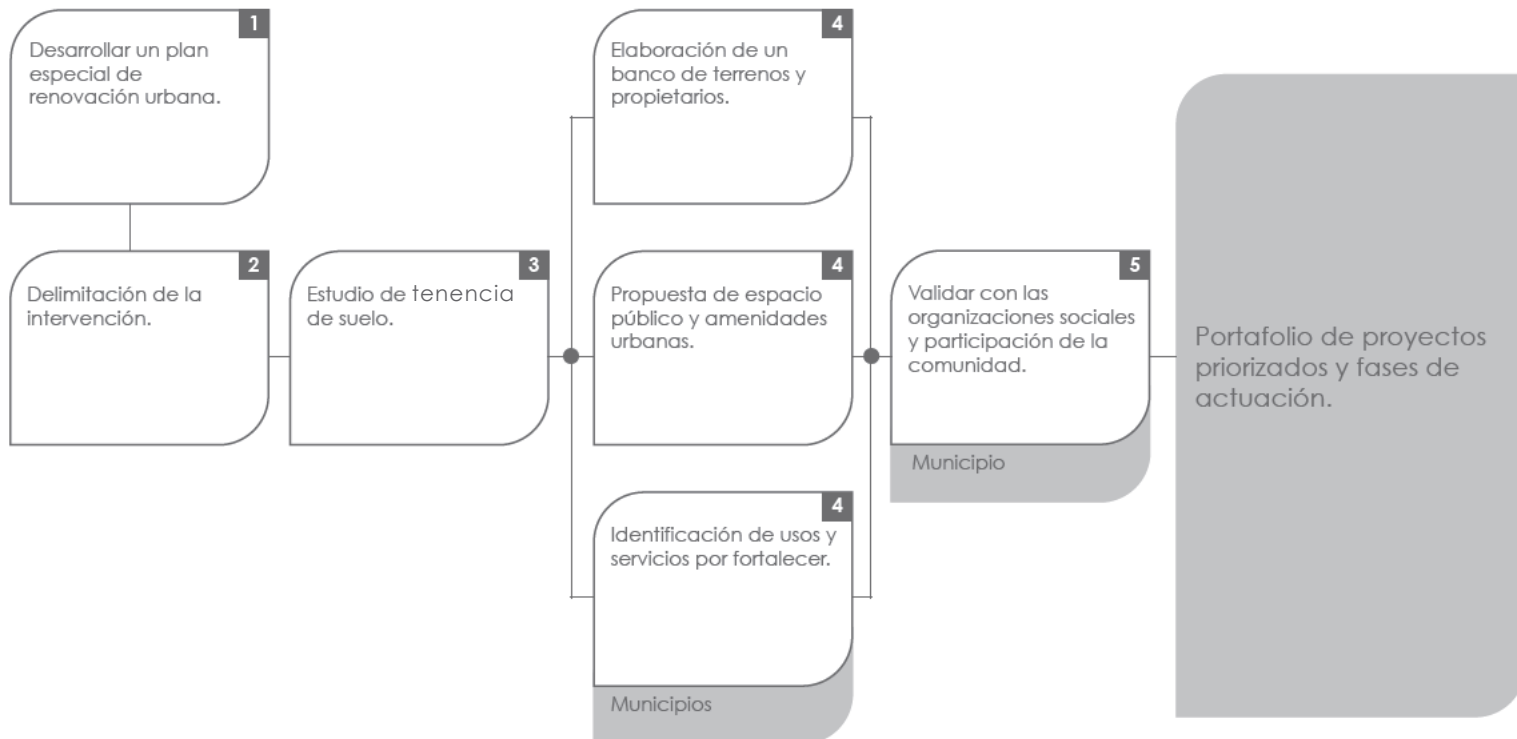 1
Desarrollar un plan
especial de
renovación urbana.
2
Delimitación de la
intervención.
3
Estudio de tenencia
de suelo.
4
Elaboración de un
banco de terrenos y
propietarios.
4
Propuesta de espacio
público y amenidades
urbanas.
4
Identificación de usos y
servicios por fortalecer.
Municipios
5
Validar con las
organizaciones sociales
y participación de la
comunidad.
Municipio
Portafolio de proyectos
priorizados y fases de
actuación.